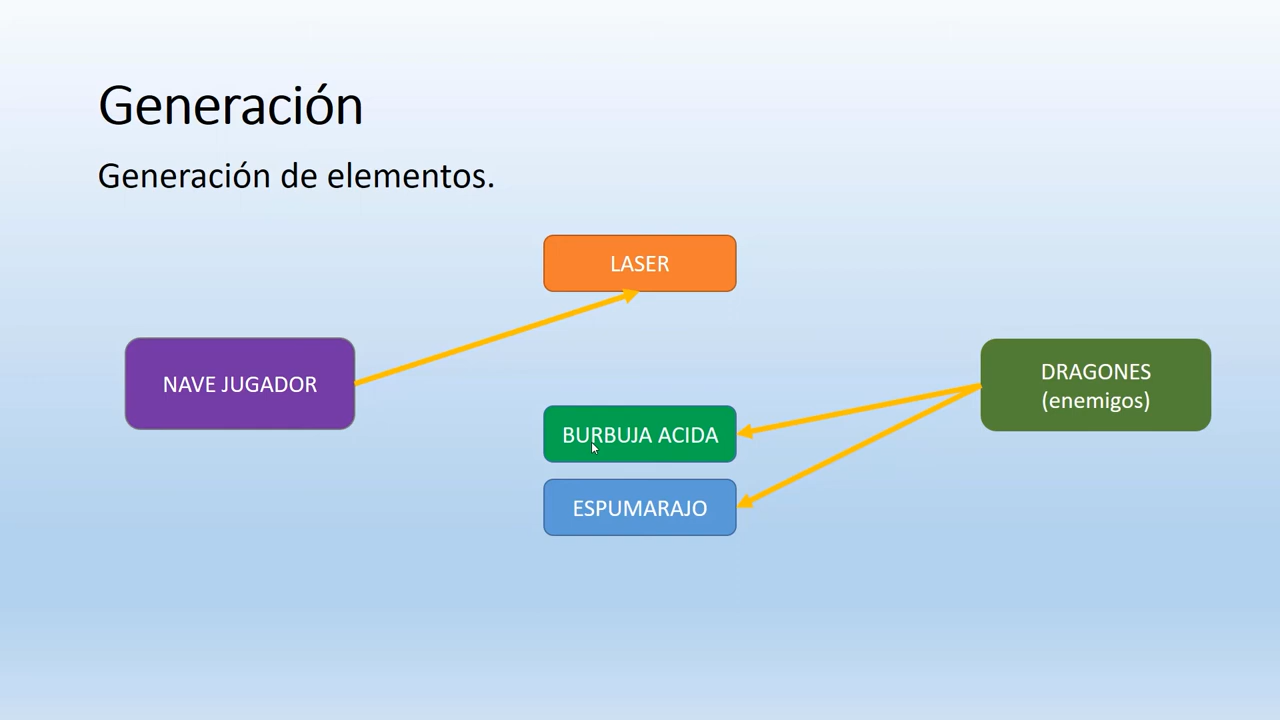 Generación
Generación de elementos.
LASER
NAVE JUGADOR
DRAGONES
(enemigos)
BURBUJA ACIDA
ESPUMARAJO